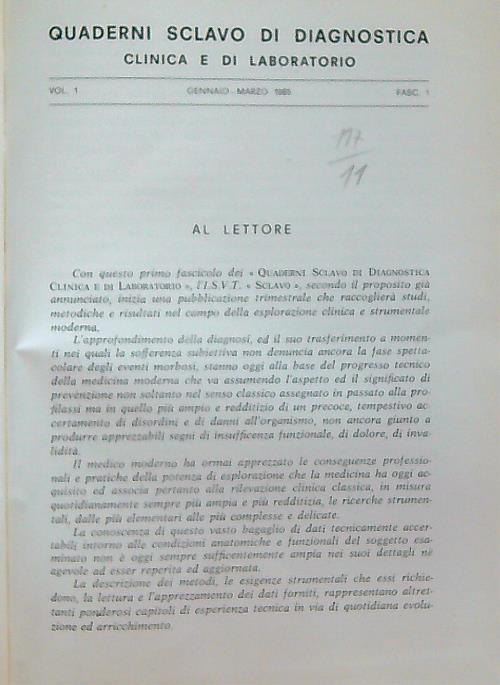 QUADERNI SCLAVO DI DIAGNOSTICA
CLINICA E DI LABORATORIO
VOL. 1 GENNAIO - MARZO 1965 FASC. 1
117
11
AL LETTORE
Con questo primo fascicolo dei « QUADERNI SCLAVO DI DIAGNOSTICA
CLINICA E DI LABORATORIO », l'I.S.V.T. « SCLAVO », secondo il proposito già
annunciato, inizia una pubblicazione trimestrale che raccoglierà studi,
metodiche e risultati nel campo della esplorazione clinica e strumentale
moderna.
L'approfondimento della diagnosi, ed il suo trasferimento a momen-
ti nei quali la sofferenza subiettiva non denuncia ancora la fase spetta-
colare degli eventi morbosi, stanno oggi alla base del progresso tecnico
della medicina moderna che va assumendo l'aspetto ed il significato di
prevenzione non soltanto nel senso classico assegnato in passato alla pro-
filassi ma in quello più ampio e redditizio di un precoce, tempestivo ac-
certamento di disordini e di danni all'organismo, non ancora giunto a
produrre apprezzabili segni di insufficenza funzionale, di dolore, di inva-
lidità.
Il medico moderno ha ormai apprezzato le conseguenze professio-
nali e pratiche della potenza di esplorazione che la medicina ha oggi ac-
quisito ed associa pertanto alla rilevazione clinica classica, in misura
quotidianamente sempre più ampia e più redditizia, le ricerche strumen-
tali, dalle più elementari alle più complesse e delicate.
La conoscenza di questo vasto bagaglio di dati tecnicamente accer-
tabili intorno alle condizioni anatomiche e funzionali del soggetto esa-
minato non è oggi sempre sufficentemente ampia nei suoi dettagli nè
agevole ad esser reperita ed aggiornata.
La descrizione dei metodi, le esigenze strumentali che essi richie-
dono, la lettura e l'apprezzamento dei dati forniti, rappresentano altret-
tanti ponderosi capitoli di esperienza tecnica in via di quotidiana evolu-
zione ed arricchimento.